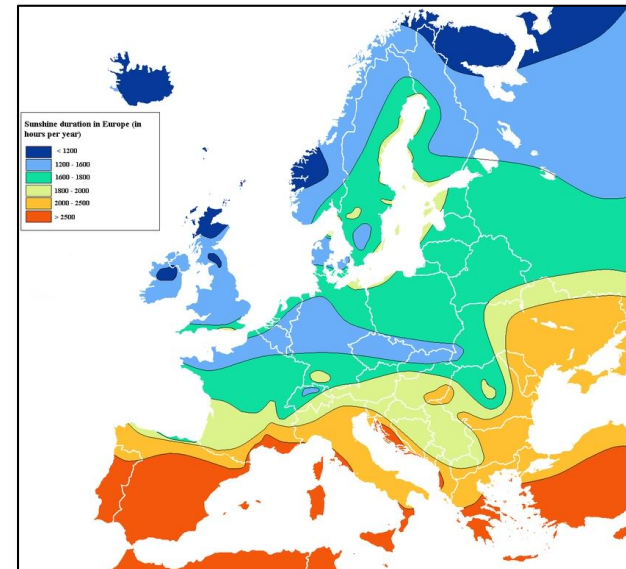 Sunshine duration in Europe (in
hours per year)
< 1200
1200 - 1600
1600 - 1800
1800 - 2000
2000 - 2500
> 2500